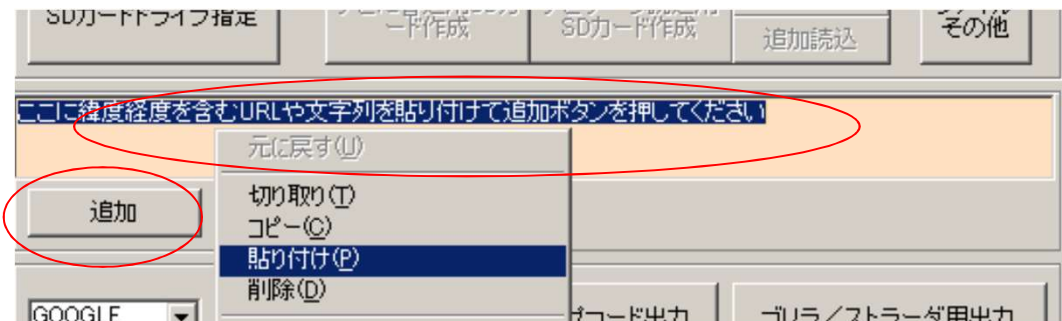 SDカードドライブ
指定
ード作成
SDカード作成
追加読込
その他
ここに緯度経度を含むURLや文字列を貼り付けて追加ボタンを押してください
元に戻す(U)
追加
切り取り(T)
コピー(C)
貼り付け(P)
削除(D)
GOOGLE
コード出力
ゴリラ/ストラーダ用出力